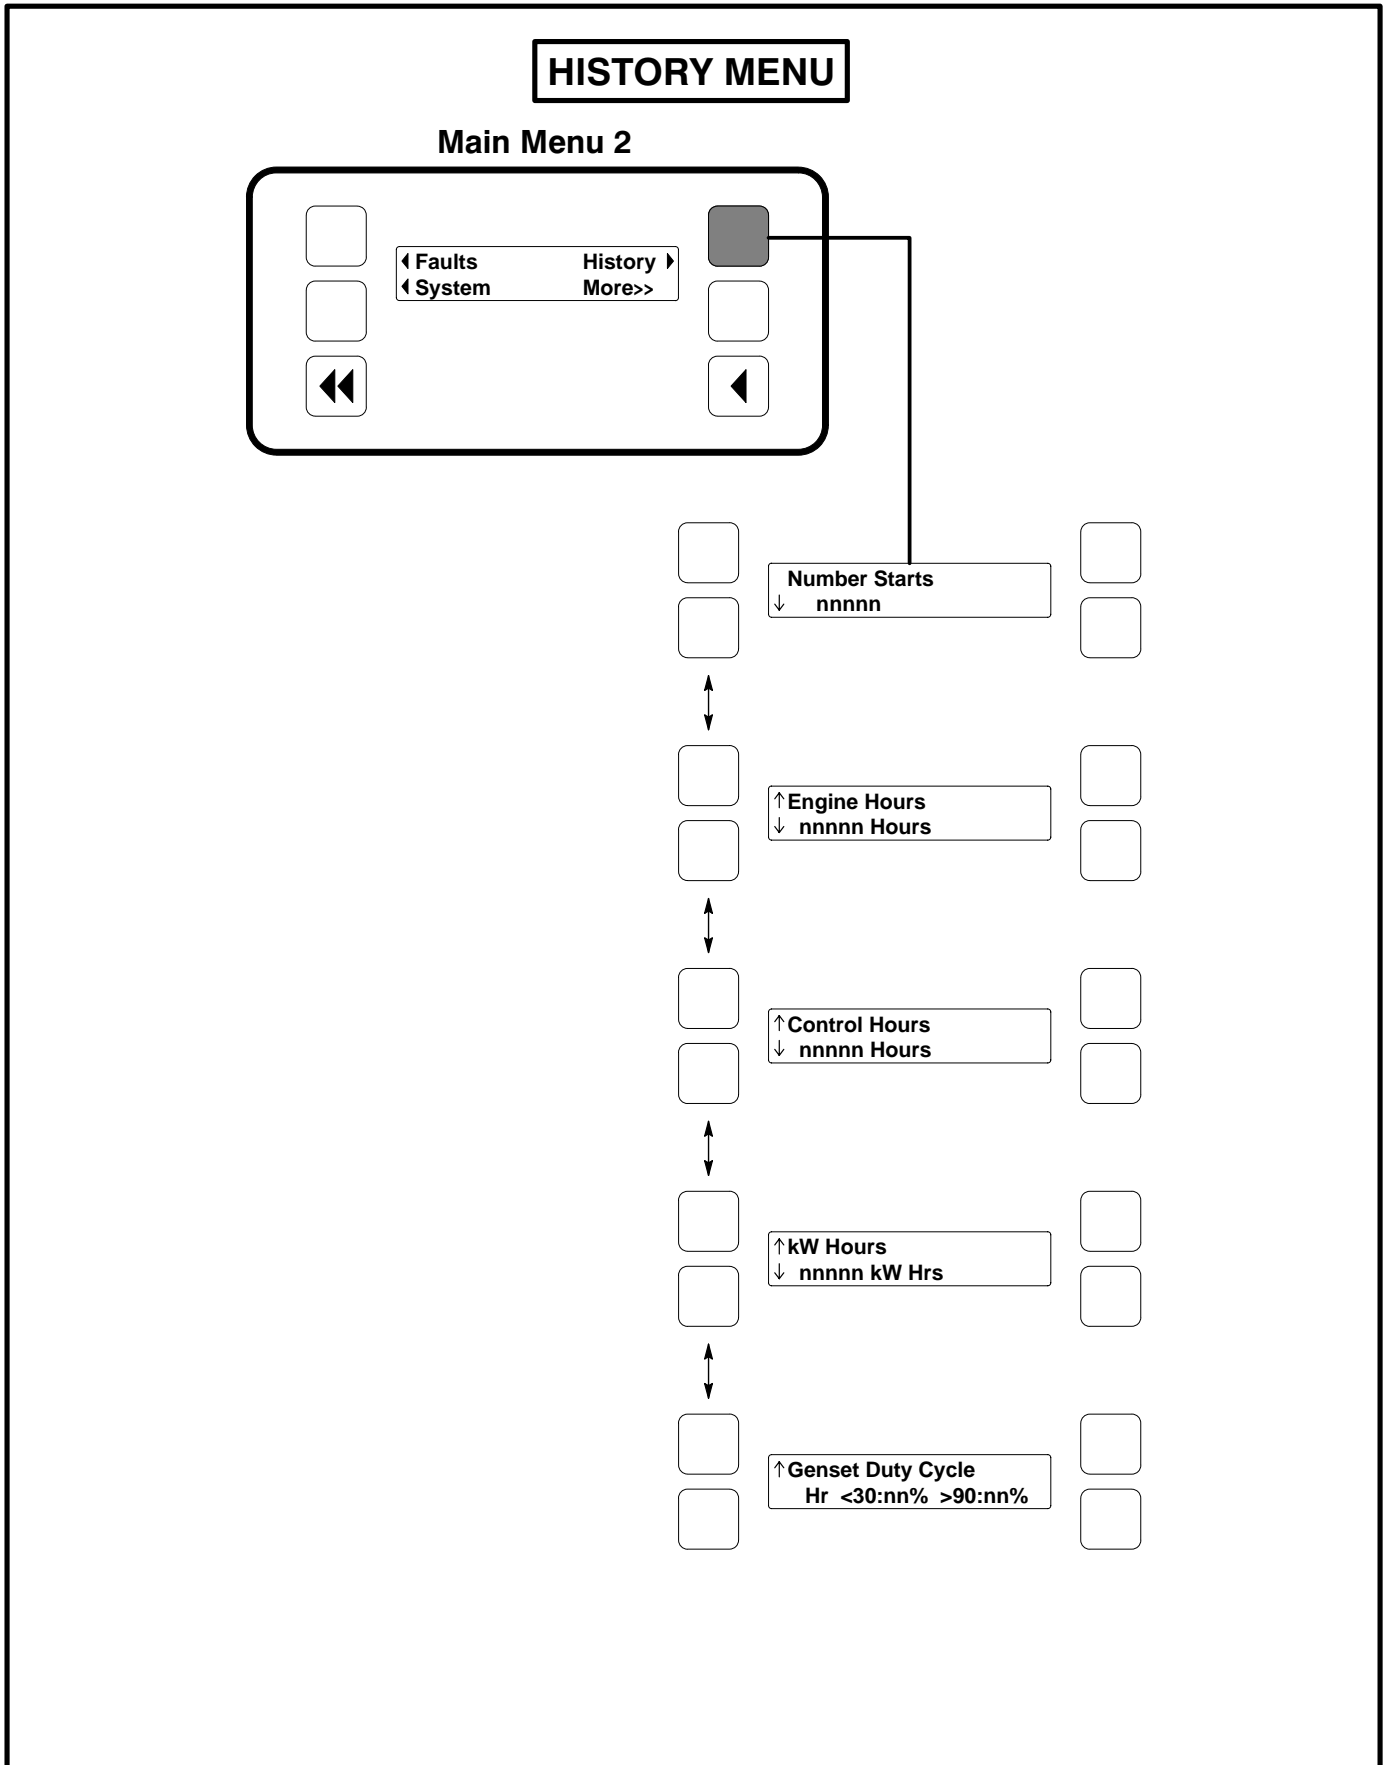 HISTORY MENU
Main Menu 2
Faults History
System More>>
Number Starts
↓ nnnnn
↑Engine Hours
↓ nnnnn Hours
↑Control Hours
↓ nnnnn Hours
↑kW Hours
↓ nnnnn kW Hrs
↑Genset Duty Cycle
Hr <30:nn% >90:nn%